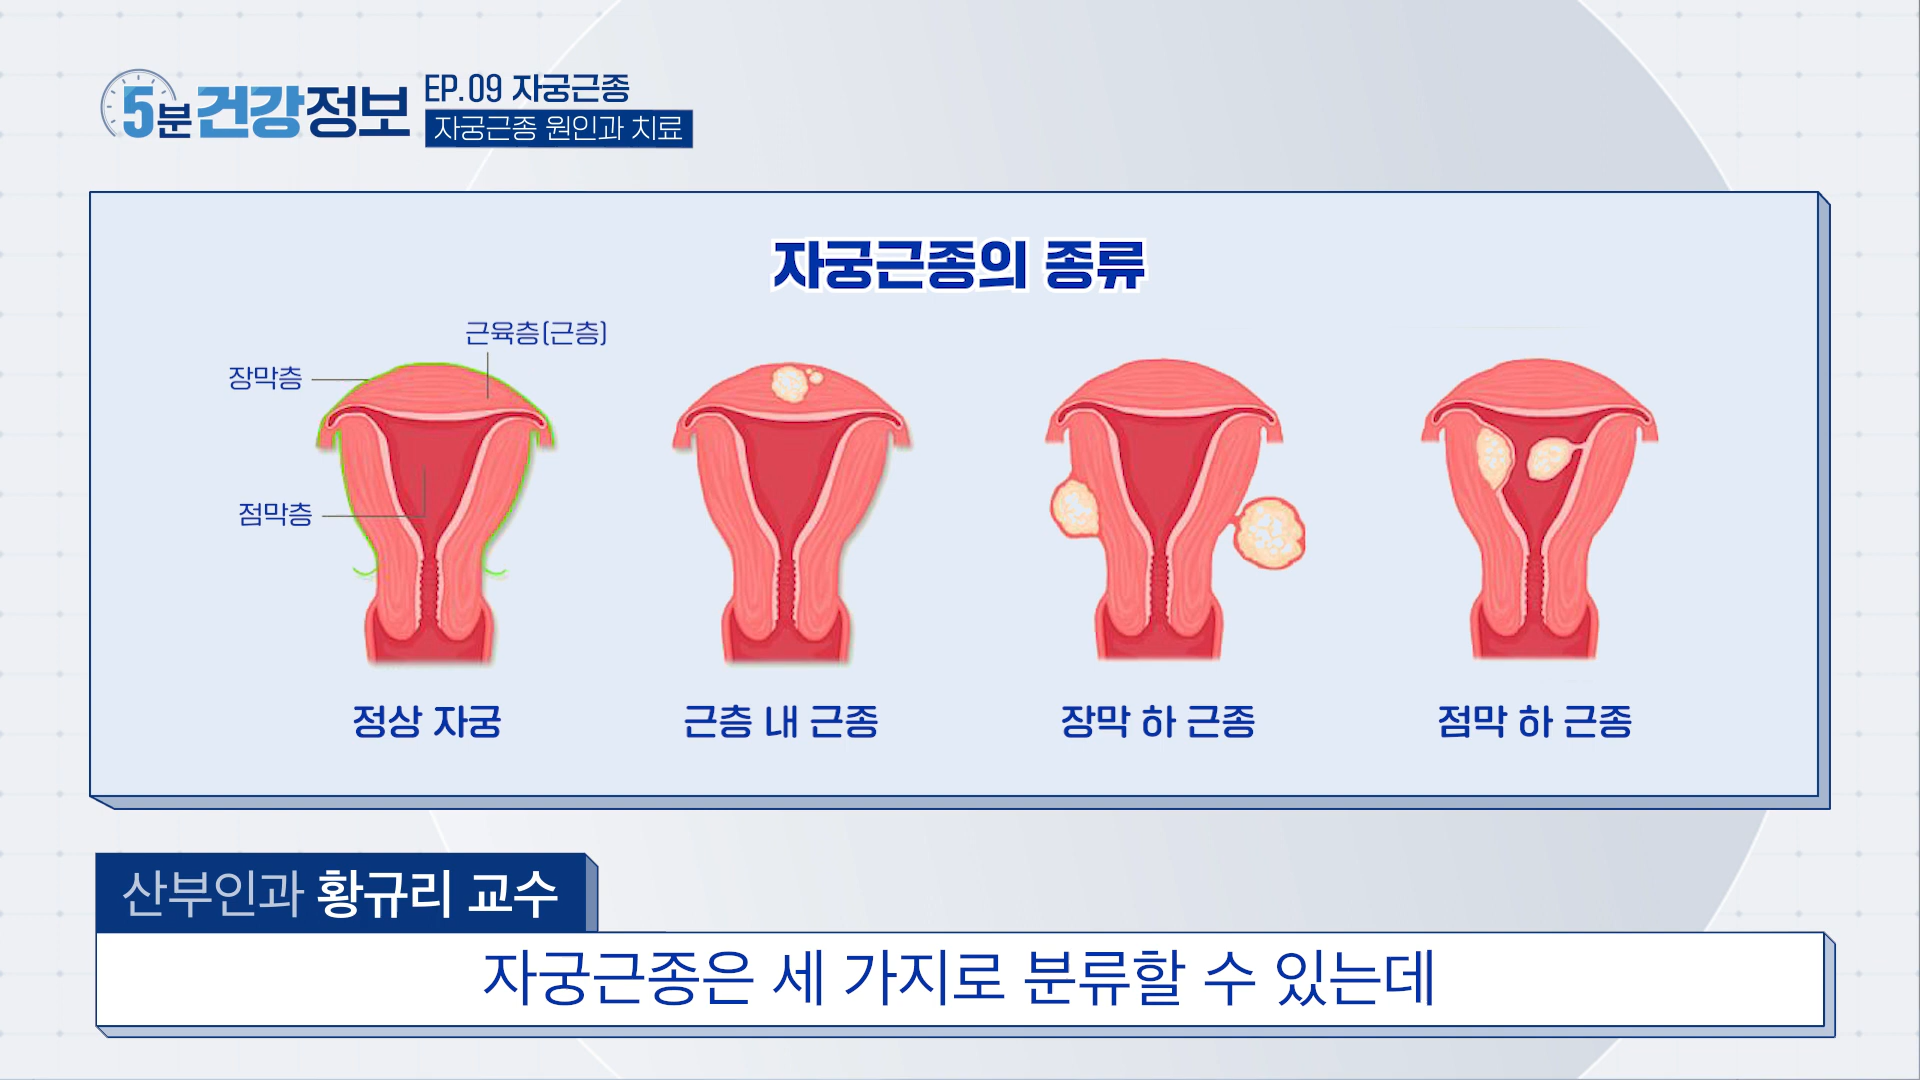 5분건강정보
EP.09 자궁근종
자궁근종 원인과 치료
자궁근종의 종류
근육층(근층)
장막층
점막층
정상 자궁
근층 내 근종
장막 하 근종
점막 하 근종
산부인과 황규리 교수
자궁근종은 세 가지로 분류할 수 있는데